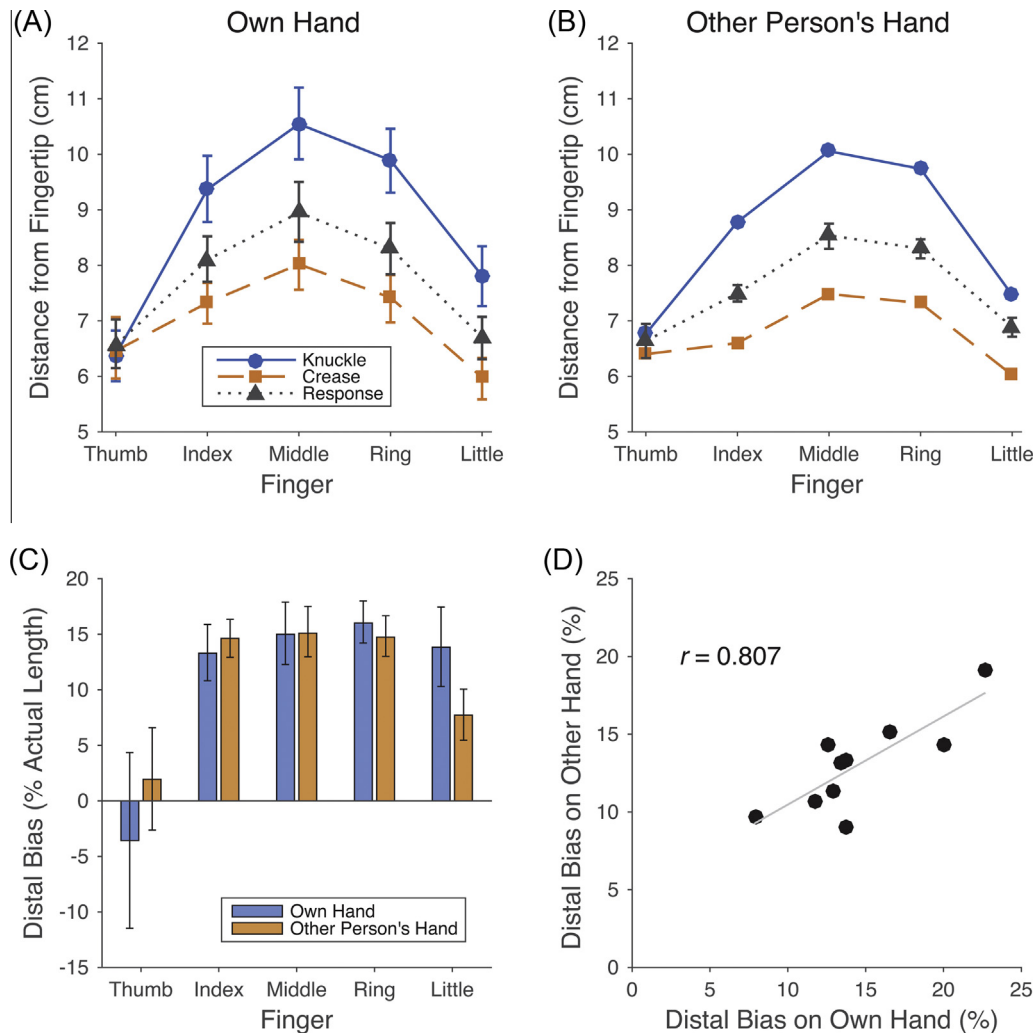 (A)
Own Hand
Distance from Fingertip (cm)
12
11
10
9
8
7
6
5
Knuckle
Crease
Response
Thumb Index Middle Ring Little
Finger
(B)
Other Person's Hand
Distance from Fingertip (cm)
12
11
10
9
8
7
6
5
Thumb Index Middle Ring Little
Finger
(C)
Distal Bias (% Actual Length)
20
15
10
5
0
-5
-10
-15
Own Hand
Other Person's Hand
Thumb Index Middle Ring Little
Finger
(D)
Distal Bias on Other Hand (%)
25
20
15
10
5
0
r = 0.807
0 5 10 15 20 25
Distal Bias on Own Hand (%)